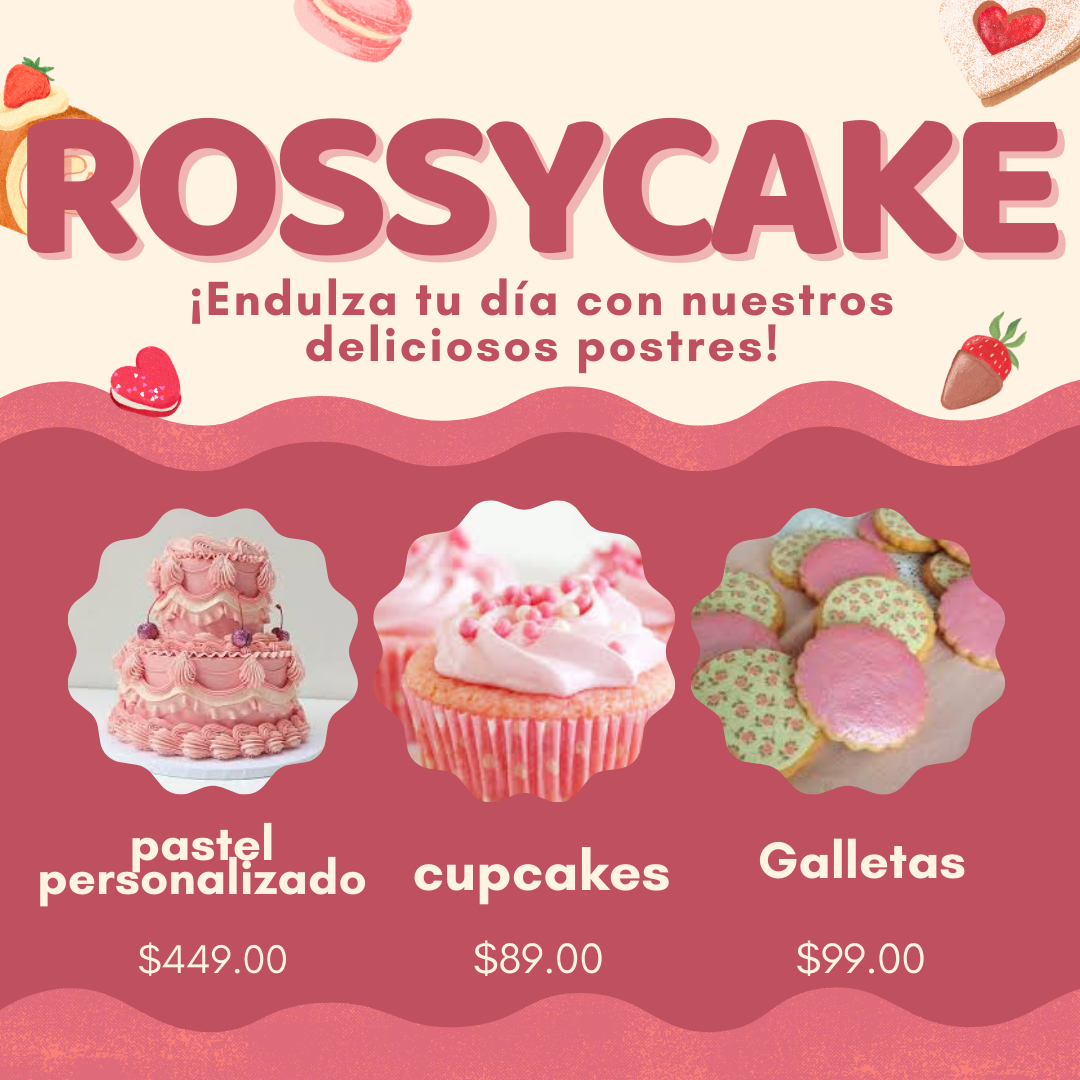 ROSSYCAKE
¡Endulza tu día con nuestros
deliciosos postres!
pastel
personalizado
cupcakes
Galletas
$449.00
$89.00
$99.00